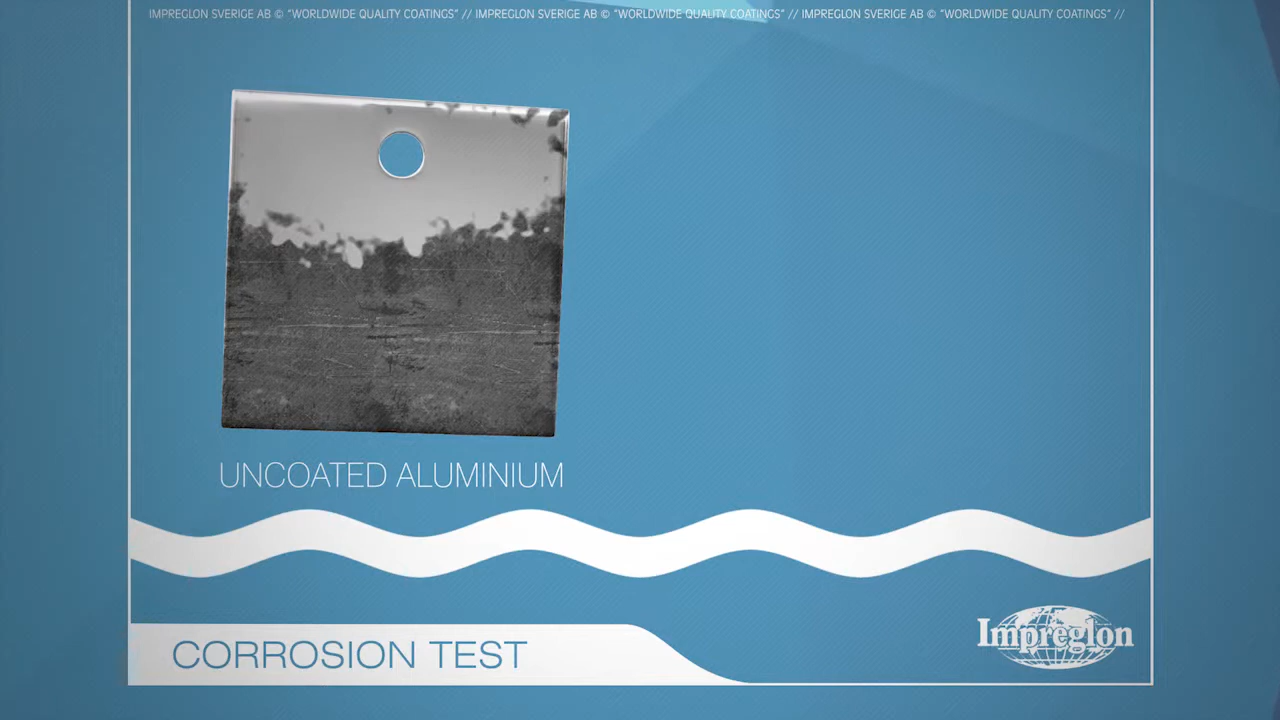 IMPREGLON SVERIGE AB © “WORLDWIDE QUALITY COATINGS” // IMPREGLON SVERIGE AB © “WORLDWIDE QUALITY COATINGS” // IMPREGLON SVERIGE AB © “WORLDWIDE QUALITY COATINGS” //
UNCOATED ALUMINIUM
CORROSION TEST
Impreglon